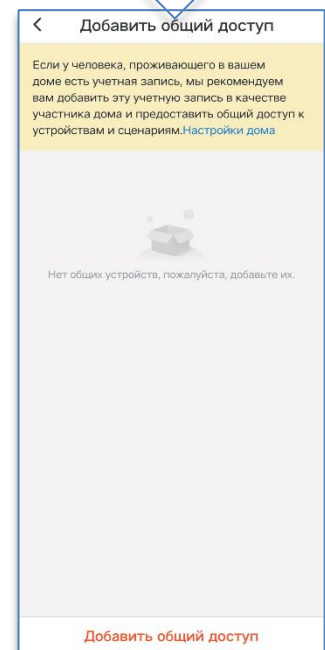 Добавить общий доступ
Если у человека, проживающего в вашем
доме есть учетная запись, мы рекомендуем
вам добавить эту учетную запись в качестве
участника дома и предоставить общий доступ к
устройствам и сценариям.Настройки дома
Нет общих устройств, пожалуйста, добавьте их.
Добавить общий доступ